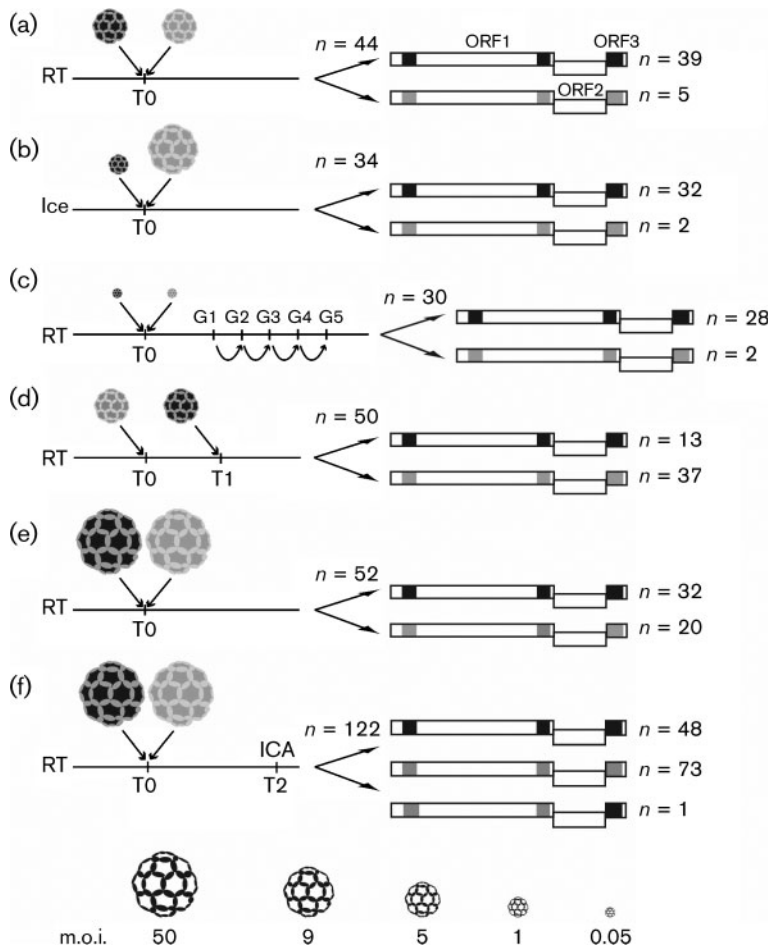 (a)
n = 44
ORF1
ORF3
RT
n = 39
T0
ORF2
n = 5
(b)
n = 34
Ice
n = 32
T0
n = 2
(c)
n = 30
G1 G2 G3 G4 G5
RT
n = 28
T0
n = 2
(d)
n = 50
RT
n = 13
T0
T1
n = 37
(e)
n = 52
RT
n = 32
T0
n = 20
(f)
n = 122
ICA
n = 48
RT
T0
T2
n = 73
n = 1
m.o.i. 50 9 5 1 0.05